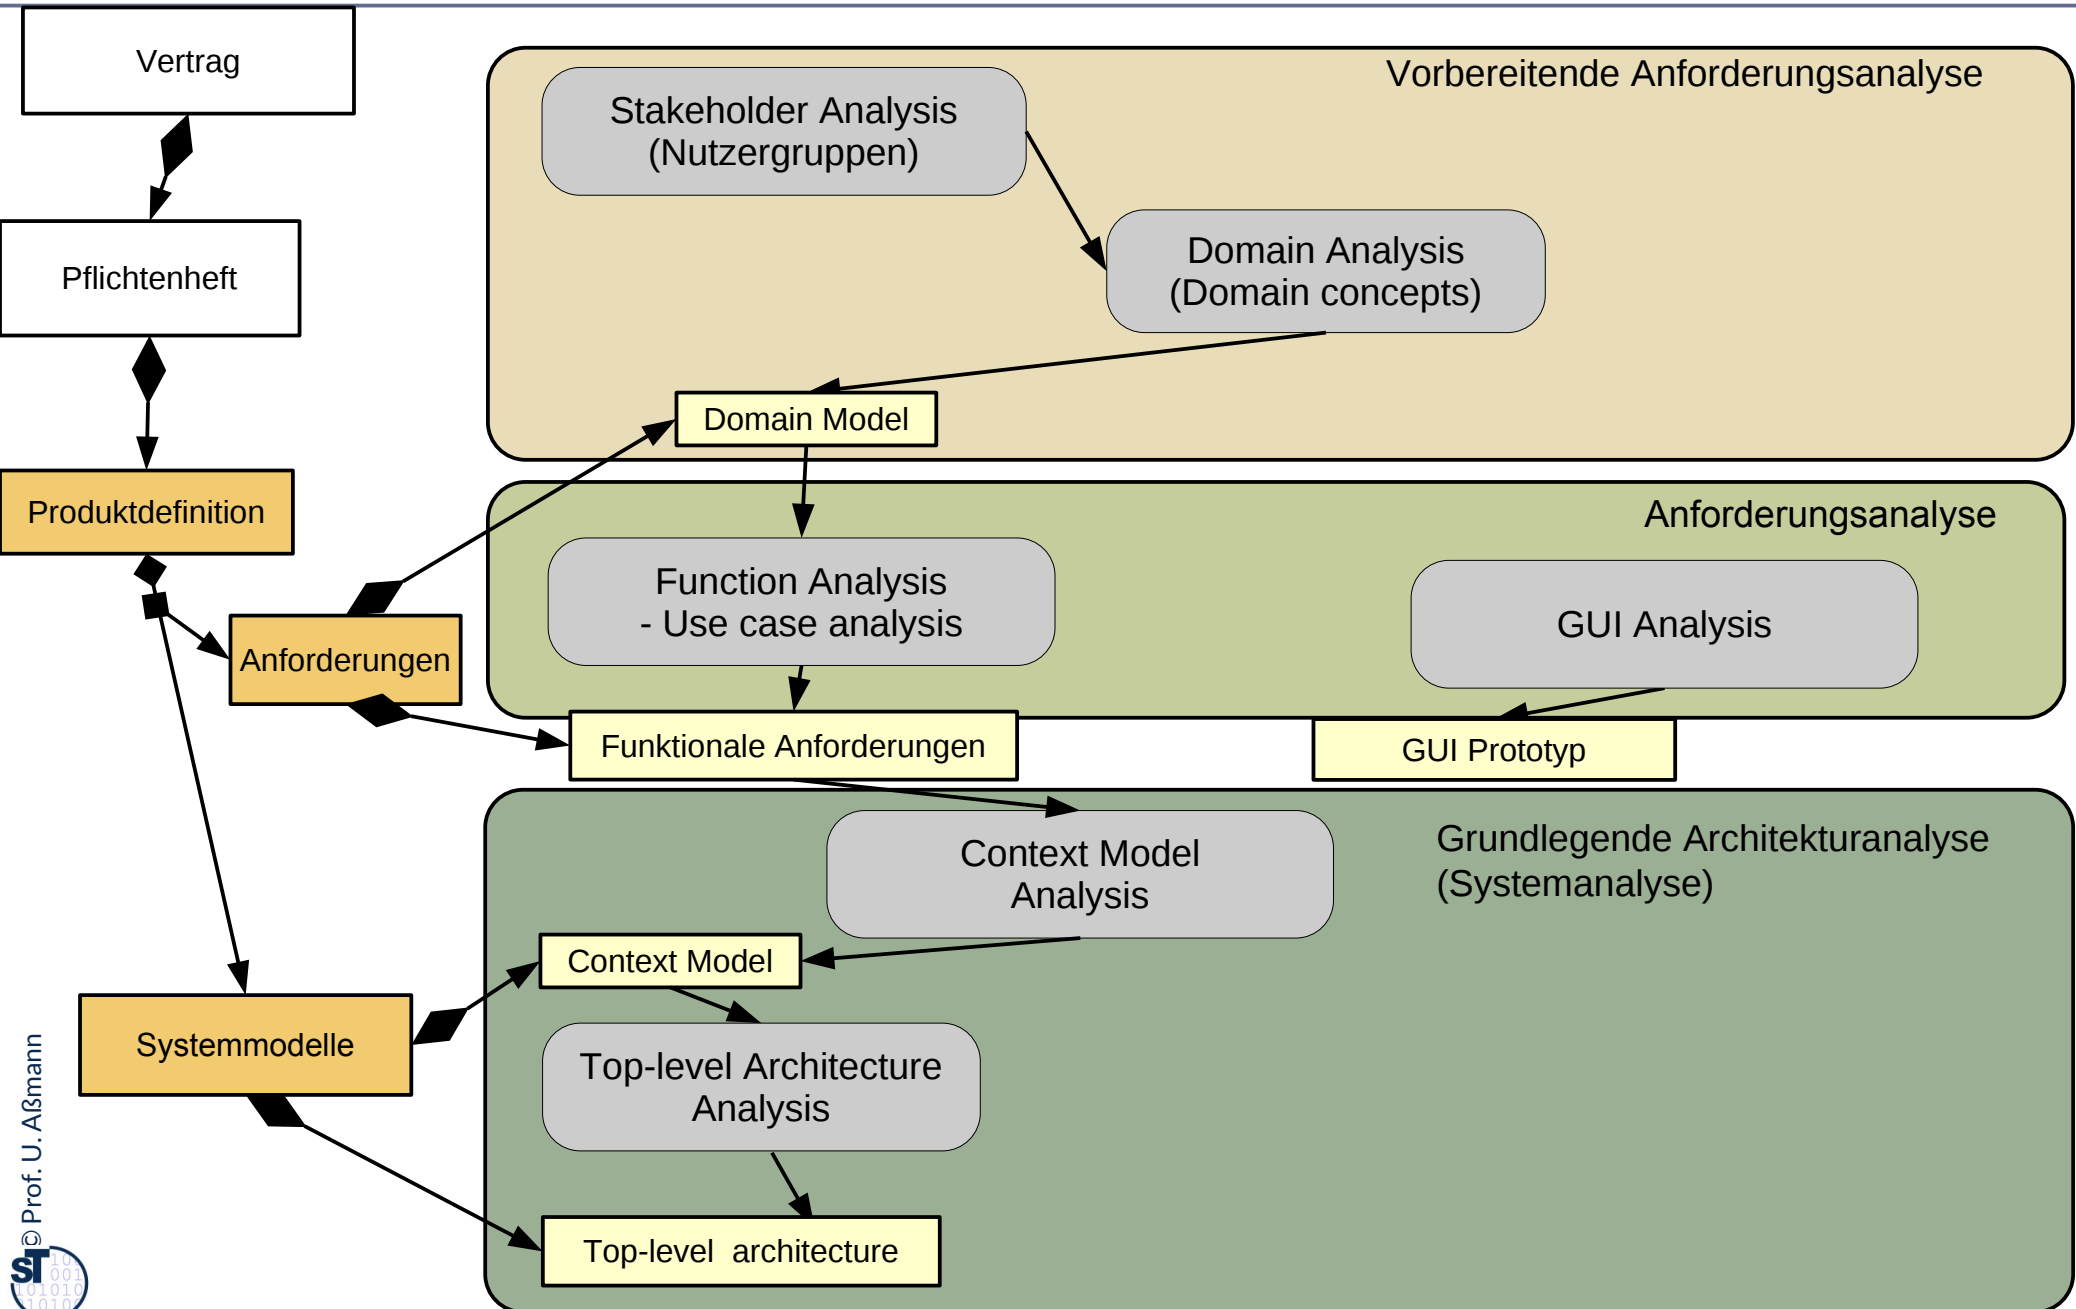 Vertrag
Vorbereitende Anforderungsanalyse
Stakeholder Analysis
(Nutzergruppen)
Pflichtenheft
Domain Analysis
(Domain concepts)
Domain Model
Produktdefinition
Anforderungsanalyse
Function Analysis
- Use case analysis
GUI Analysis
Anforderungen
Funktionale Anforderungen
GUI Prototyp
Context Model
Analysis
Grundlegende Architekturanalyse
(Systemanalyse)
Context Model
Systemmodelle
Top-level Architecture
Analysis
Top-level architecture
© Prof. U. Aßmann
ST